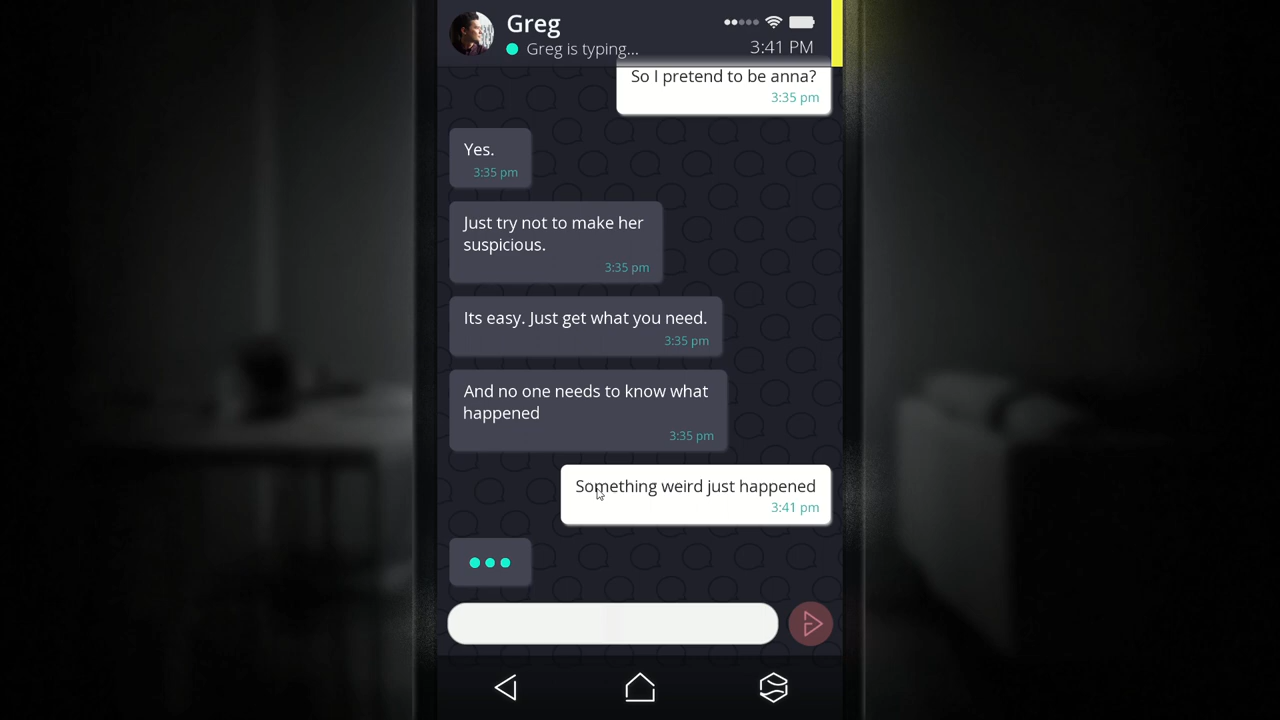 Greg
Greg is typing...
3:41 PM
So I pretend to be anna?
3:35 pm
Yes.
3:35 pm
Just try not to make her
suspicious.
3:35 pm
Its easy. Just get what you need.
3:35 pm
And no one needs to know what
happened
3:35 pm
Something weird just happened
3:41 pm